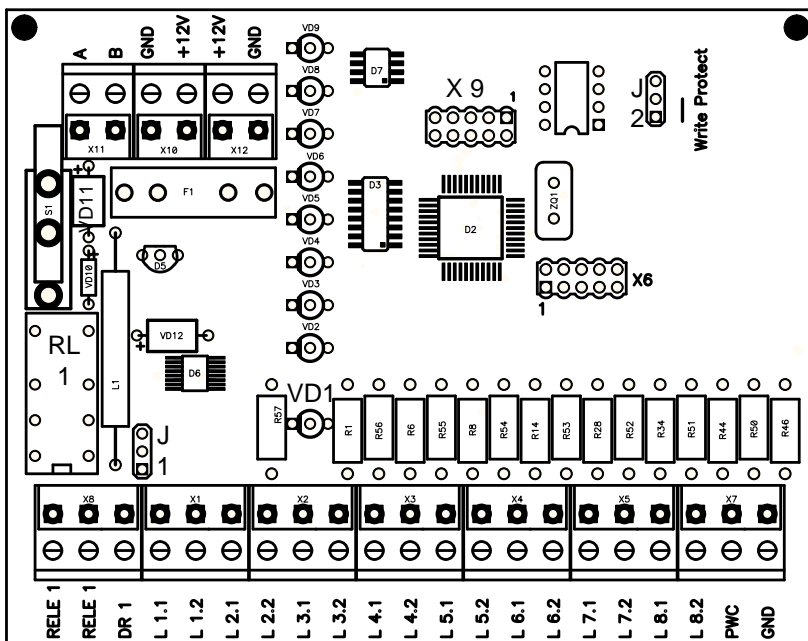 A B GND +12V +12V GND
X11 X10 X12
VD9
VD8
VD7
VD6
VD5
VD4
VD3
VD2
VD1
D7
X 9
1
J
2
Write Protect
S1
+
VD11
F1
D3
D2
ZQ1
+
VD10
D5
X6
1
RL
1
L1
VD12
+
D6
J
1
R57 R1 R56 R6 R55 R8 R54 R14 R53 R28 R52 R34 R51 R44 R50 R46
X8 X1 X2 X3 X4 X5 X7
RELE 1 RELE 1 DR 1 L 1.1 L 1.2 L 2.1 L 2.2 L 3.1 L 3.2 L 4.1 L 4.2 L 5.1 L 5.2 L 6.1 L 6.2 L 7.1 L 7.2 L 8.1 L 8.2 PWC GND